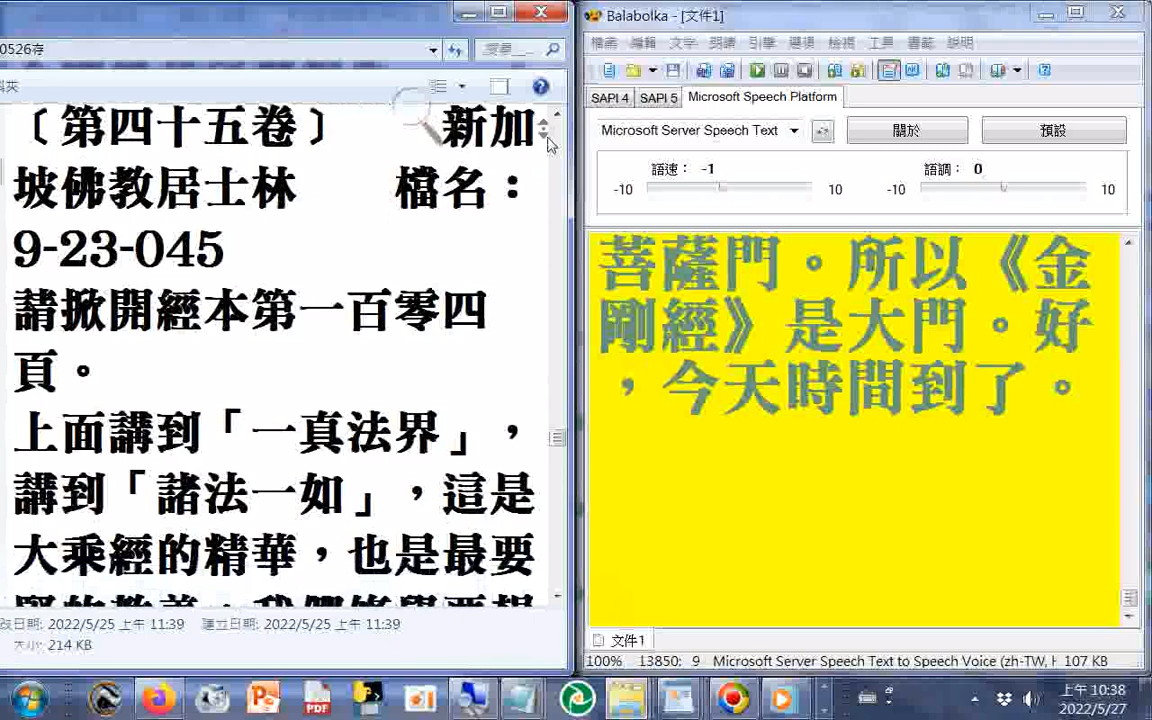 0526存
搜尋...
〔第四十五卷〕 新加
坡佛教居士林 檔名：
9-23-045
請掀開經本第一百零四
頁。
上面講到「一真法界」，
講到「諸法一如」，這是
大乘經的精華，也是最要
改日期: 2022/5/25 上午 11:39 建立日期: 2022/5/25 上午 11:39
大小: 214 KB
Balabolka - [文件1]
檔案 編輯 文字 朗讀 引擎 選項 檢視 工具 書籤 說明
SAPI 4 SAPI 5 Microsoft Speech Platform
Microsoft Server Speech Text 關於 預設
語速： -1 語調： 0
-10 10 -10 10
菩薩門。所以《金
剛經》是大門。好
，今天時間到了。
文件1
100% 13850: 9 Microsoft Server Speech Text to Speech Voice (zh-TW, H 107 KB
上午 10:38
2022/5/27